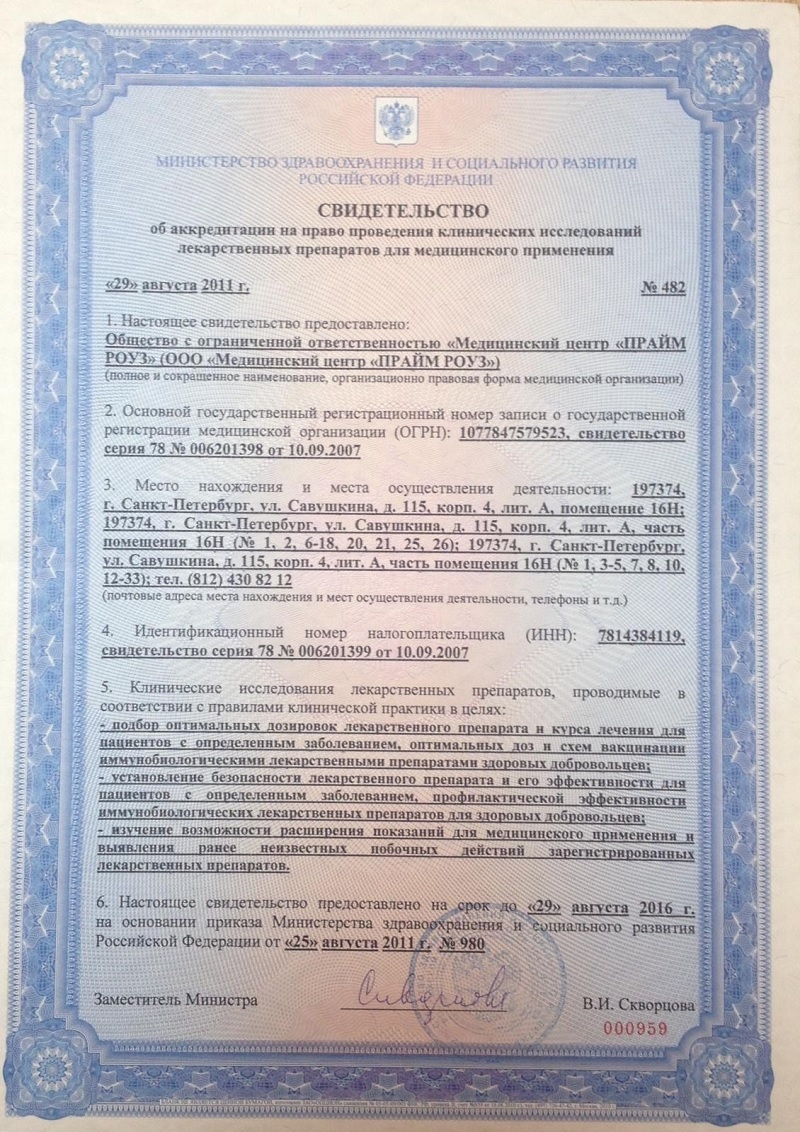 МИНИСТЕРСТВО ЗДРАВООХРАНЕНИЯ И СОЦИАЛЬНОГО РАЗВИТИЯ
РОССИЙСКОЙ ФЕДЕРАЦИИ
СВИДЕТЕЛЬСТВО
об аккредитации на право проведения клинических исследований
лекарственных препаратов для медицинского применения
«29» августа 2011 г.
№ 482
1. Настоящее свидетельство предоставлено:
Общество с ограниченной ответственностью «Медицинский центр «ПРАЙМ
РОУЗ» (ООО «Медицинский центр «ПРАЙМ РОУЗ»)
(полное и сокращенное наименование, организационно правовая форма медицинской организации)
2. Основной государственный регистрационный номер записи о государственной
регистрации медицинской организации (ОГРН): 1077847579523, свидетельство
серия 78 № 006201398 от 10.09.2007
3. Место нахождения и места осуществления деятельности: 197374,
г. Санкт-Петербург, ул. Савушкина, д. 115, корп. 4, лит. А, помещение 16Н;
197374, г. Санкт-Петербург, ул. Савушкина, д. 115, корп. 4, лит. А, часть
помещения 16Н (№ 1, 2, 6-18, 20, 21, 25, 26); 197374, г. Санкт-Петербург,
ул. Савушкина, д. 115, корп. 4, лит. А, часть помещения 16Н (№ 1, 3-5, 7, 8, 10,
12-33); тел. (812) 430 82 12
(почтовые адреса места нахождения и мест осуществления деятельности, телефоны и т.д.)
4. Идентификационный номер налогоплательщика (ИНН): 7814384119,
свидетельство серия 78 № 006201399 от 10.09.2007
5. Клинические исследования лекарственных препаратов, проводимые в
соответствии с правилами клинической практики в целях:
- подбор оптимальных дозировок лекарственного препарата и курса лечения для
пациентов с определенным заболеванием, оптимальных доз и схем вакцинации
иммунобиологическими лекарственными препаратами здоровых добровольцев;
- установление безопасности лекарственного препарата и его эффективности для
пациентов с определенным заболеванием, профилактической эффективности
иммунобиологических лекарственных препаратов для здоровых добровольцев;
- изучение возможности расширения показаний для медицинского применения и
выявления ранее неизвестных побочных действий зарегистрированных
лекарственных препаратов.
6. Настоящее свидетельство предоставлено на срок до «29» августа 2016 г.
на основании приказа Министерства здравоохранения и социального развития
Российской Федерации от «25» августа 2011 г. № 980
Заместитель Министра
В.И. Скворцова
000959